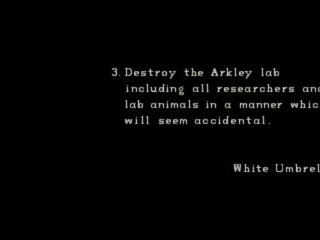 3. Destroy the Arkley lab
including all researchers an
lab animals in a manner whic
will seem accidental.
White Umbrel